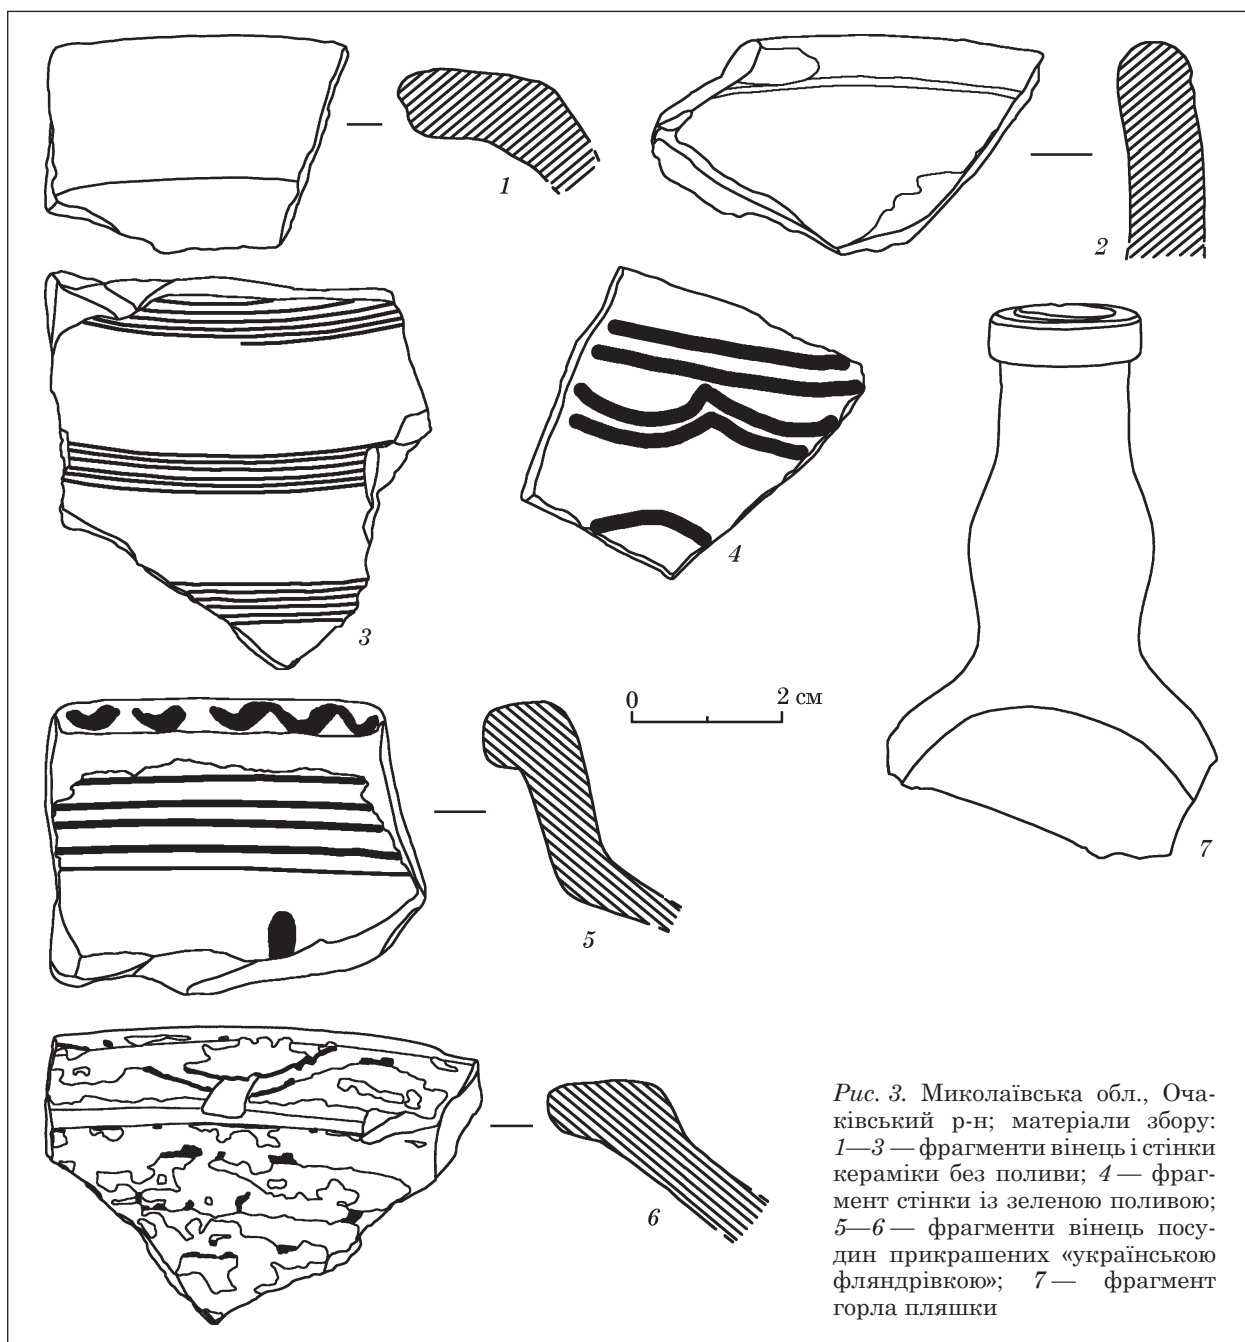 1
2
3
4
0 2 см
5
6
7
Рис. 3. Миколаївська обл., Оча-
ківський р-н; матеріали збору:
1—3 — фрагменти вінець і стінки
кераміки без поливи; 4 — фраг-
мент стінки із зеленою поливою;
5—6 — фрагменти вінець посу-
дин прикрашених «українською
фляндрівкою»; 7 — фрагмент
горла пляшки